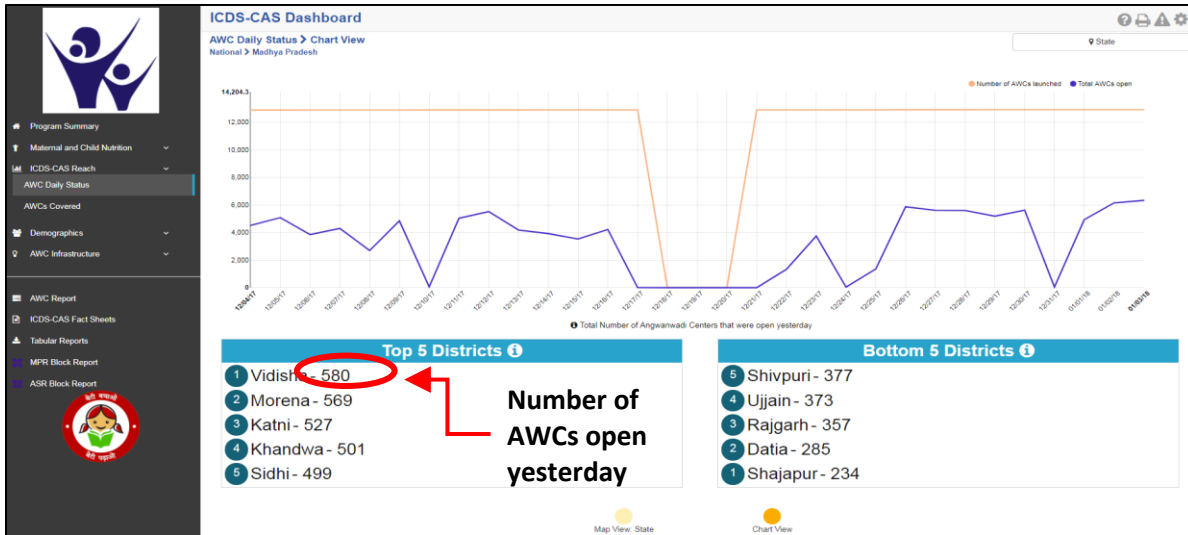 ICDS-CAS Dashboard
AWC Daily Status > Chart View
National > Madhya Pradesh
State
Program Summary
Maternal and Child Nutrition
ICDS-CAS Reach
AWC Daily Status
AWCs Covered
Demographics
AWC Infrastructure
AWC Report
ICDS-CAS Fact Sheets
Tabular Reports
MPR Block Report
ASR Block Report
बेटी बचाओ
बेटी पढ़ाओ
Number of AWCs launched Total AWCs open
14,204.3
12,000
10,000
8,000
6,000
4,000
2,000
0
12/04/17 12/05/17 12/06/17 12/07/17 12/08/17 12/09/17 12/10/17 12/11/17 12/12/17 12/13/17 12/14/17 12/15/17 12/16/17 12/17/17 12/18/17 12/19/17 12/20/17 12/21/17 12/22/17 12/23/17 12/24/17 12/25/17 12/26/17 12/27/17 12/28/17 12/29/17 12/30/17 12/31/17 01/01/18 01/02/18 01/03/18
Total Number of Angwanwadi Centers that were open yesterday
Top 5 Districts
1 Vidisha - 580
2 Morena - 569
3 Katni - 527
4 Khandwa - 501
5 Sidhi - 499
Number of
AWCs open
yesterday
Bottom 5 Districts
5 Shivpuri - 377
4 Ujjain - 373
3 Rajgarh - 357
2 Datia - 285
1 Shajapur - 234
Map View: State
Chart View